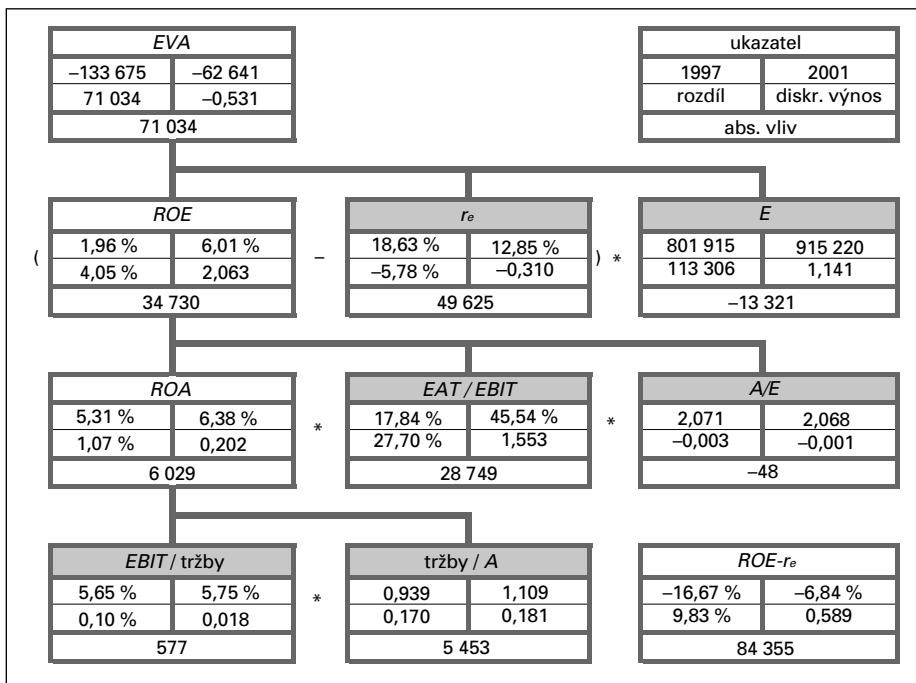 EVA
–133 675 –62 641
71 034 –0,531
71 034
ukazatel
1997 2001
rozdíl diskr. výnos
abs. vliv
ROE
( 1,96 % 6,01 % –
4,05 % 2,063
34 730
re
18,63 % 12,85 % ) *
–5,78 % –0,310
49 625
E
801 915 915 220
113 306 1,141
–13 321
ROA
5,31 % 6,38 % *
1,07 % 0,202
6 029
EAT / EBIT
17,84 % 45,54 % *
27,70 % 1,553
28 749
A/E
2,071 2,068
–0,003 –0,001
–48
EBIT / tržby
5,65 % 5,75 % *
0,10 % 0,018
577
tržby / A
0,939 1,109
0,170 0,181
5 453
ROE-re
–16,67 % –6,84 %
9,83 % 0,589
84 355